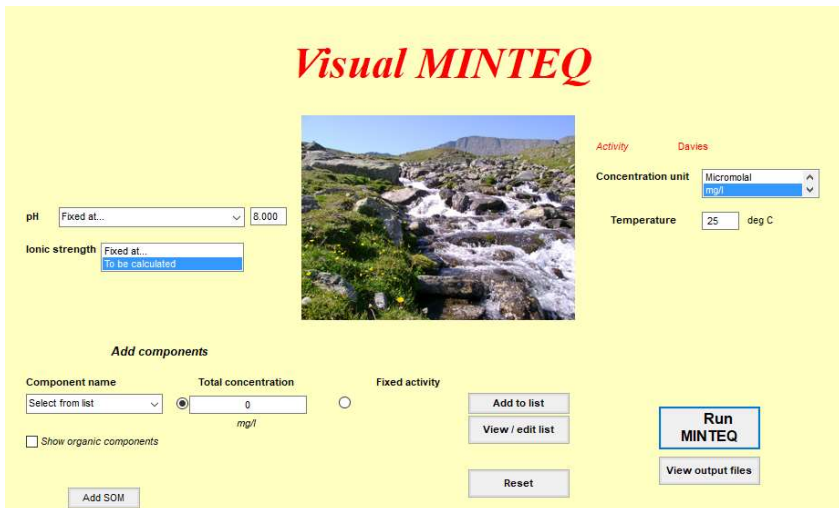 Visual MINTEQ
Activity Davies
Concentration unit Micromolal
mg/l
pH Fixed at... 8.000
Temperature 25 deg C
Ionic strength Fixed at...
To be calculated
Add components
Component name Total concentration Fixed activity
Select from list 0 Add to list
mg/l
View / edit list
Run
MINTEQ
Show organic components
View output files
Reset
Add SOM